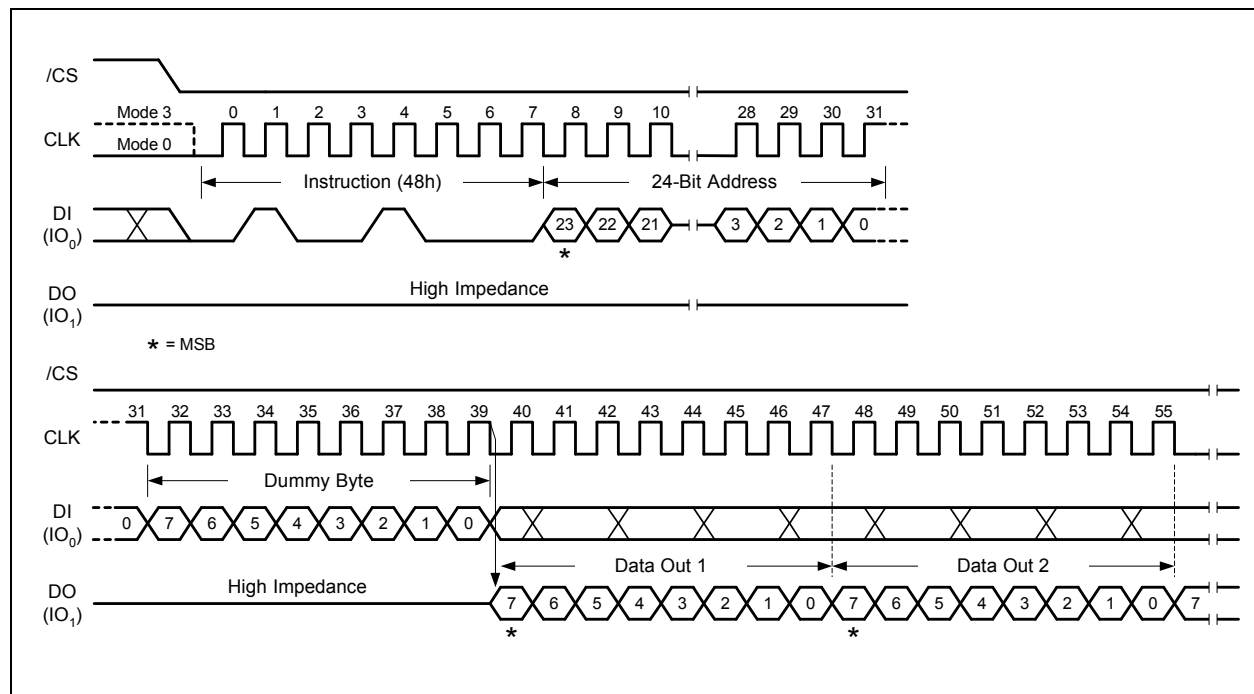 /CS
Mode 3 0 1 2 3 4 5 6 7 8 9 10 28 29 30 31
CLK
Mode 0
Instruction (48h) 24-Bit Address
DI
(IO0) 23 22 21 3 2 1 0
*
DO
(IO1) High Impedance
* = MSB
/CS
31 32 33 34 35 36 37 38 39 40 41 42 43 44 45 46 47 48 49 50 51 52 53 54 55
CLK
Dummy Byte
DI
(IO0) 0 7 6 5 4 3 2 1 0
Data Out 1 Data Out 2
DO
(IO1) High Impedance 7 6 5 4 3 2 1 0 7 6 5 4 3 2 1 0 7
* *